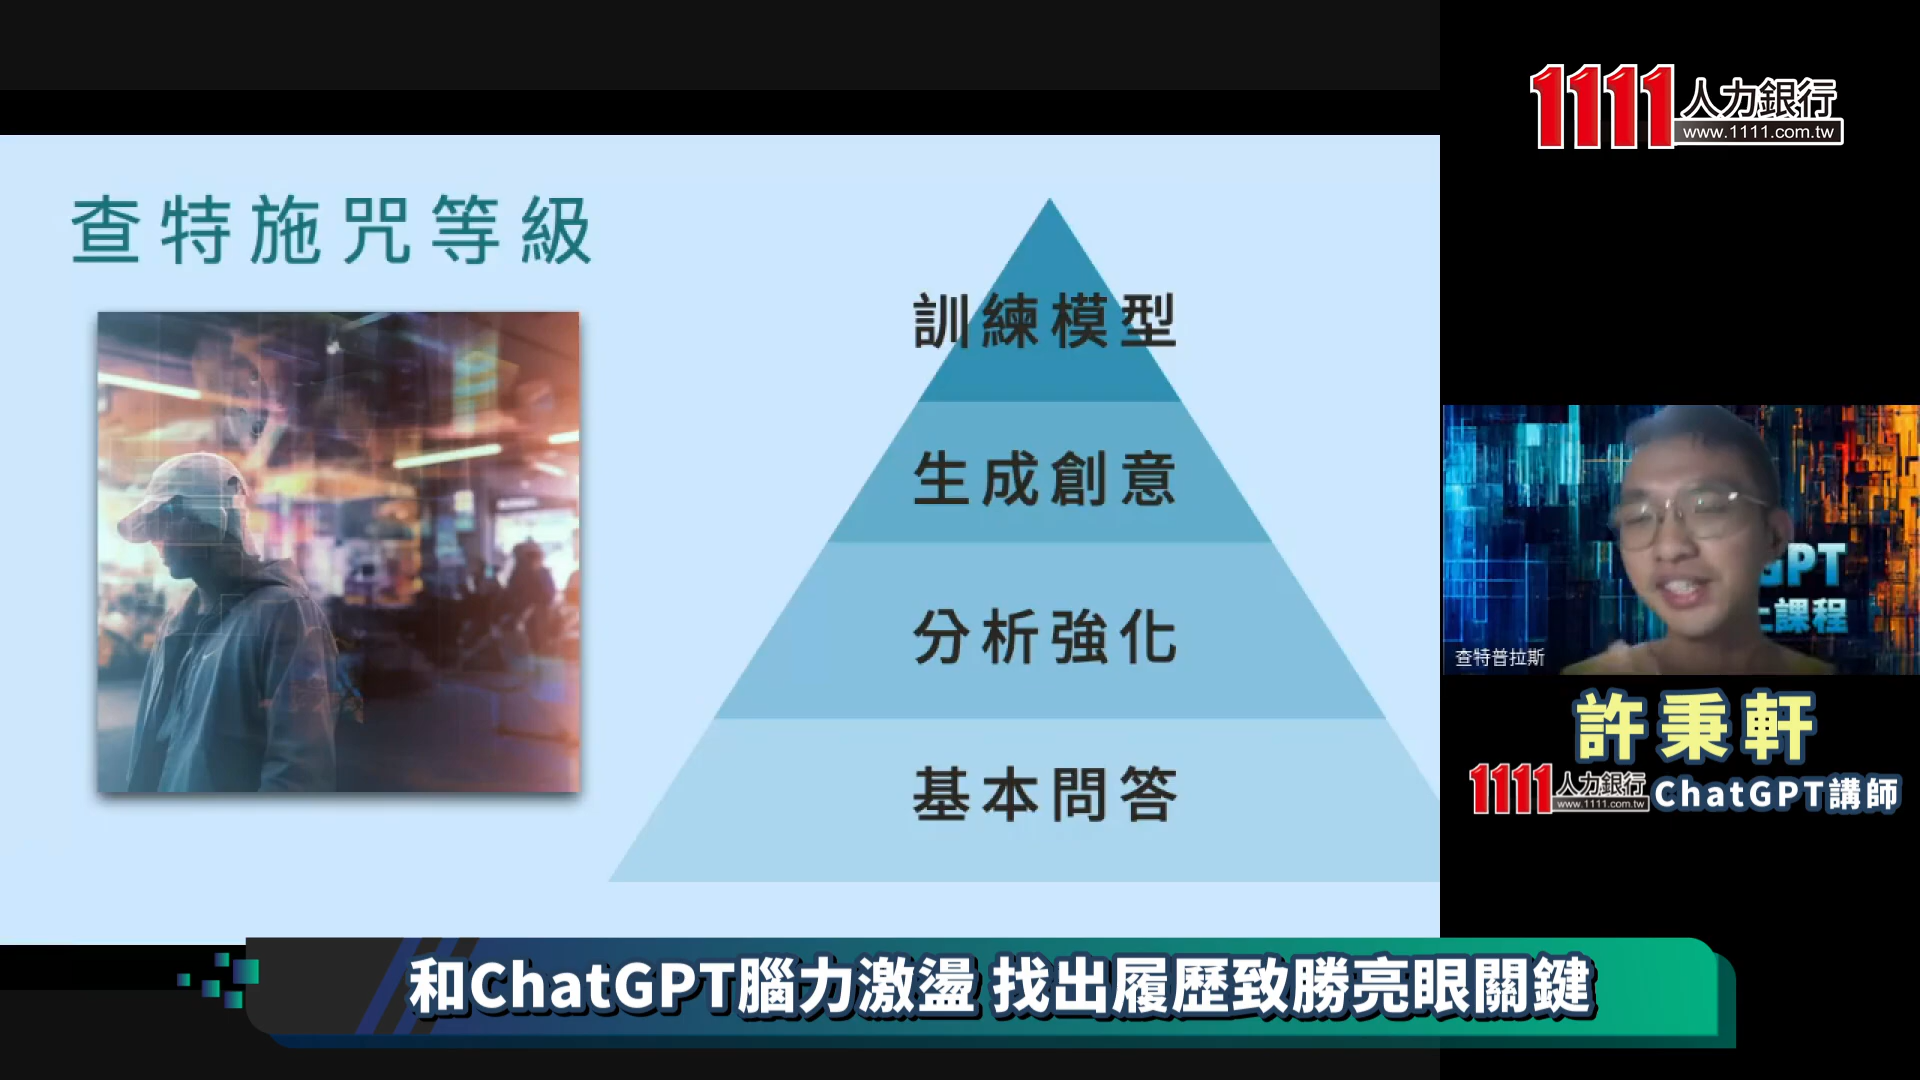 查特施咒等級
訓練模型
生成創意
分析強化
基本問答
1111人力銀行
www.1111.com.tw
GPT
課程
查特普拉斯
許秉軒
1111人力銀行
www.1111.com.tw
ChatGPT講師
和ChatGPT腦力激盪 找出履歷致勝亮眼關鍵